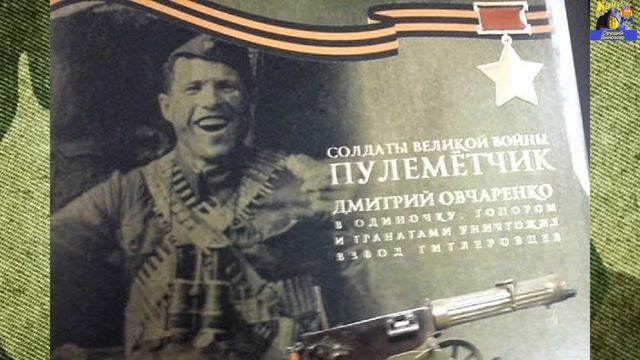 СОЛДАТЫ ВЕЛИКОЙ ВОЙНЫ
ПУЛЕМЁТЧИК
ДМИТРИЙ ОВЧАРЕНКО
В ОДИНОЧКУ, ТОПОРОМ
И ГРАНАТАМИ УНИЧТОЖИЛ
ВЗВОД ГИТЛЕРОВЦЕВ